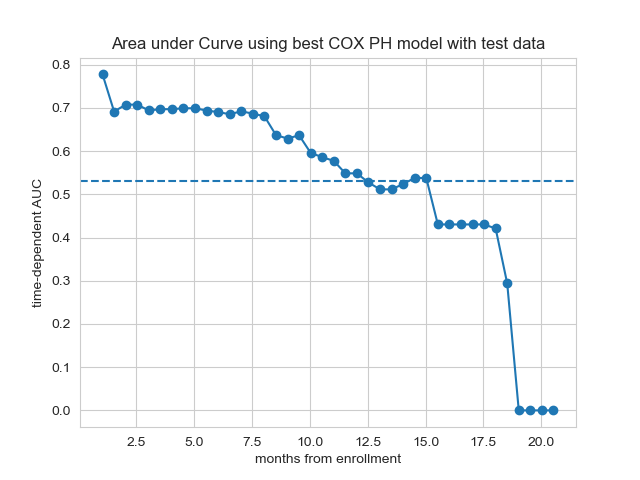 Area under Curve using best COX PH model with test data
time-dependent AUC
0.8
0.7
0.6
0.5
0.4
0.3
0.2
0.1
0.0
2.5 5.0 7.5 10.0 12.5 15.0 17.5 20.0
months from enrollment